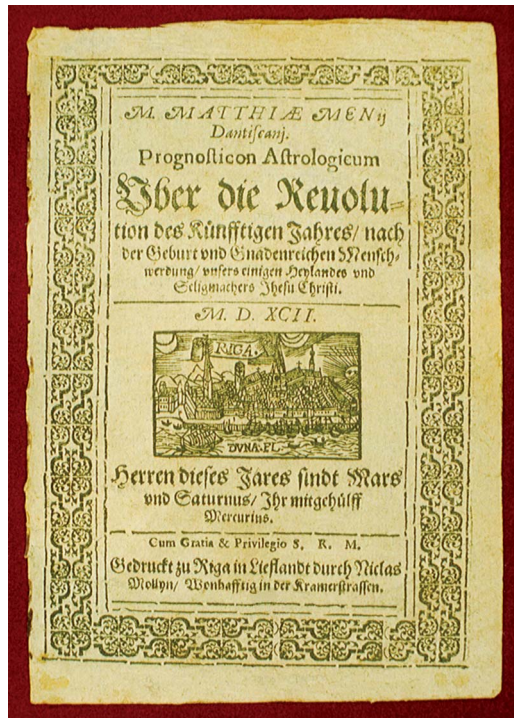 M. MATTHIÆ MENij
Dantiſcanj.
Prognoſticon Aſtrologicum
Vber die Reuolu⸗
tion des Künfftigen Jahres/ nach
der Geburt vnd Gnadenreichen Menſch⸗
werdung/ vnſers einigen Heylandes vnd
Seligmachers Jheſu Chriſti.
M. D. XCII.
RIGA.
DVNA. FL.
Herren dieſes Jares ſindt Mars
vnd Saturnus/ Jhr mitgehülff
Mercurius.
Cum Gratia & Privilegio S. R. M.
Gedruckt zu Riga in Liefflandt durch Niclas
Mollyn/ Wonhafftig in der Kramerſtraſſen.